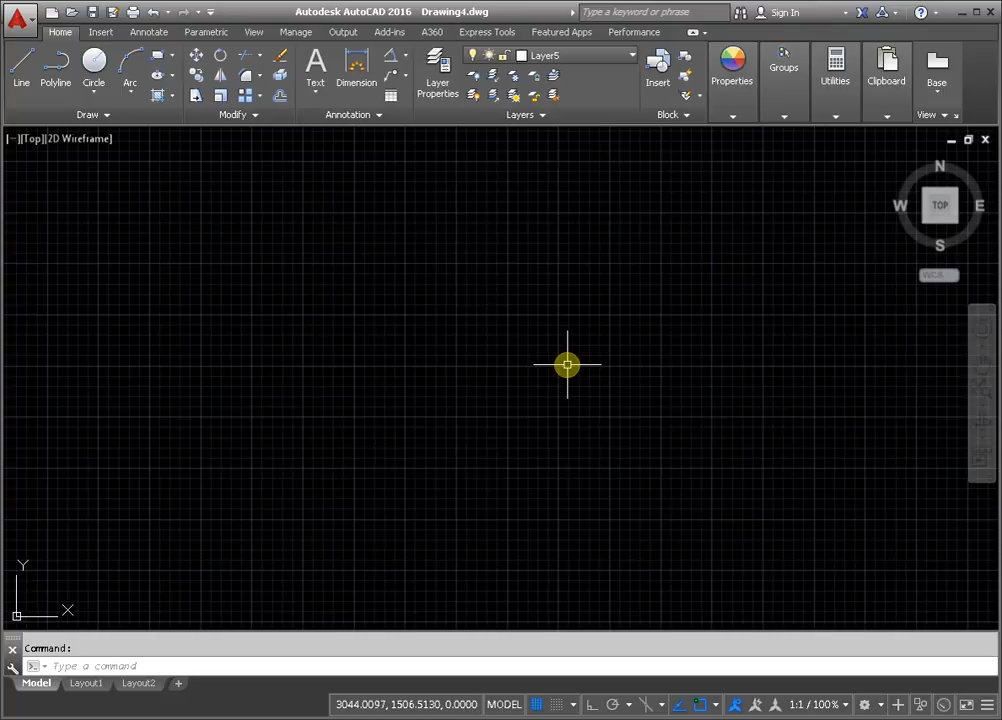 Autodesk AutoCAD 2016 Drawing4.dwg
Type a keyword or phrase
Sign In
Home Insert Annotate Parametric View Manage Output Add-ins A360 Express Tools Featured Apps Performance
Line Polyline Circle Arc
Text Dimension
Layer Properties
Layer5
Insert
Properties
Groups
Utilities
Clipboard
Base
Draw Modify Annotation Layers Block View
[−][Top][2D Wireframe]
N
W TOP E
S
WCS
Y
X
Command:
Type a command
Model Layout1 Layout2 +
3044.0097, 1506.5130, 0.0000 MODEL 1:1 / 100%